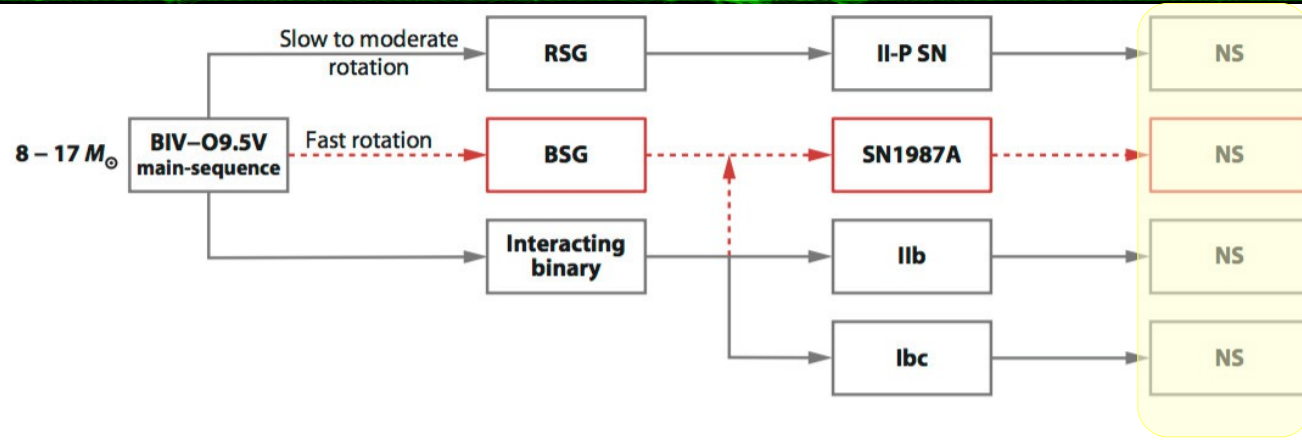 Slow to moderate
rotation
RSG
II-P SN
NS
8 – 17 M⊙
BIV–O9.5V
main-sequence
Fast rotation
BSG
SN1987A
NS
Interacting
binary
IIb
NS
Ibc
NS